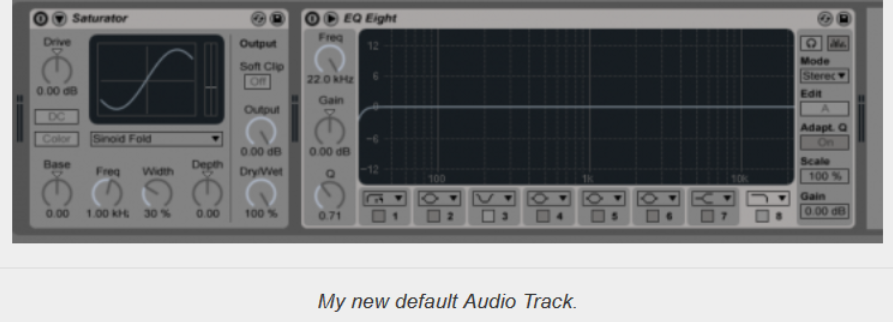 Saturator
Drive
0.00 dB
DC
Color
Sinoid Fold
Base
0.00
Freq
1.00 kHz
Width
30 %
Depth
0.00
Output
Soft Clip
Off
Output
0.00 dB
Dry/Wet
100 %
EQ Eight
Freq
22.0 kHz
Gain
0.00 dB
Q
0.71
12
6
0
-6
-12
100
1k
10k
1
2
3
4
5
6
7
8
Mode
Stereo
Edit
A
Adapt. Q
On
Scale
100 %
Gain
0.00 dB
My new default Audio Track.